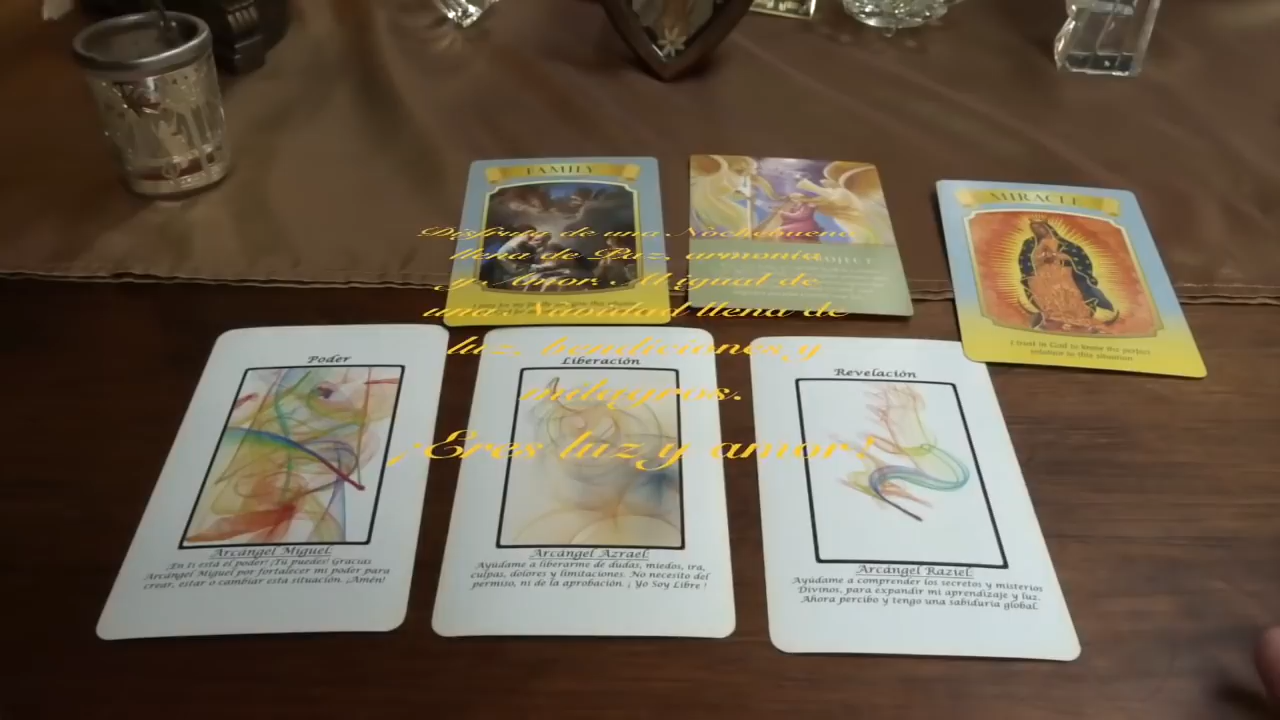 FAMILY
MIRACLE
Disfruta de una Nochebuena
llena de Paz, armonía
y Amor. Al igual de
una Navidad llena de
luz, bendiciones y
milagros.
¡Eres luz y amor!
I trust in God to know the perfect
solution to this situation.
Poder
Arcángel Miguel:
¡En ti está el poder! ¡Tú puedes! Gracias
Arcángel Miguel por fortalecer mi poder para
crear, estar o cambiar esta situación. ¡Amén!
Liberación
Arcángel Azrael:
Ayúdame a liberarme de dudas, miedos, ira,
culpas, dolores y limitaciones. No necesito del
permiso, ni de la aprobación. ¡ Yo Soy Libre !
Revelación
Arcángel Raziel:
Ayúdame a comprender los secretos y misterios
Divinos, para expandir mi aprendizaje y luz.
Ahora percibo y tengo una sabiduría global.